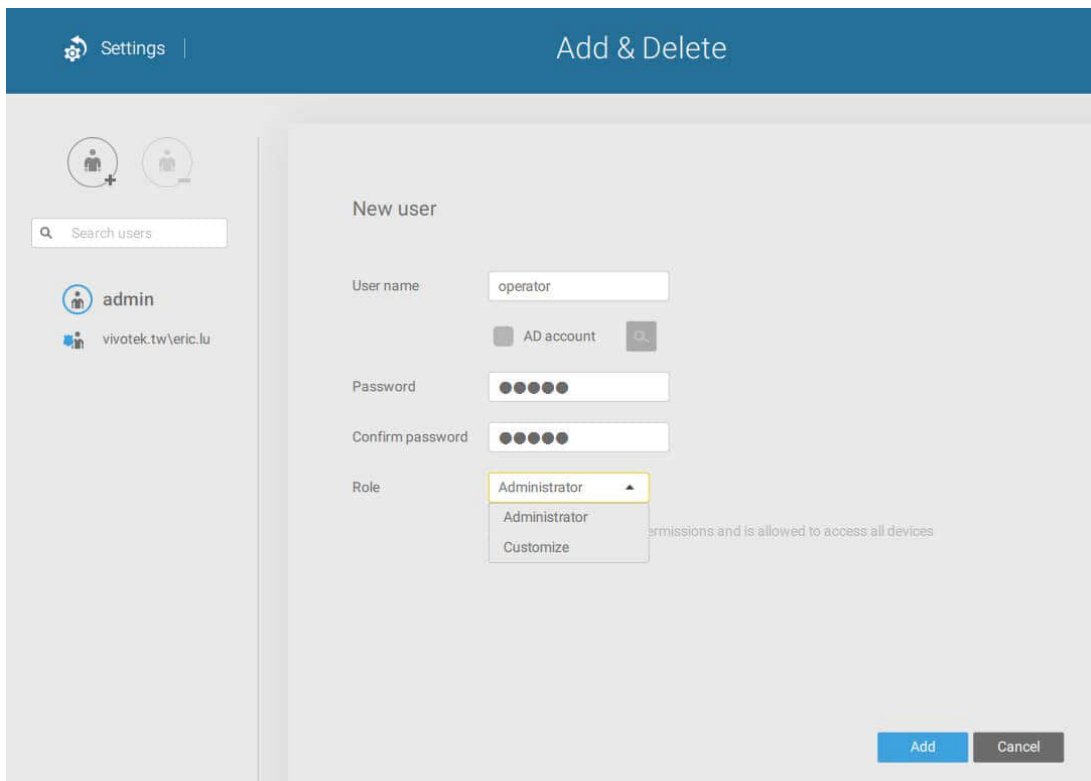 Settings
Add & Delete
Search users
admin
vivotek.tw\eric.lu
New user
User name
operator
AD account
Password
Confirm password
Role
Administrator
Administrator
Customize
and is allowed to access all devices
Add
Cancel